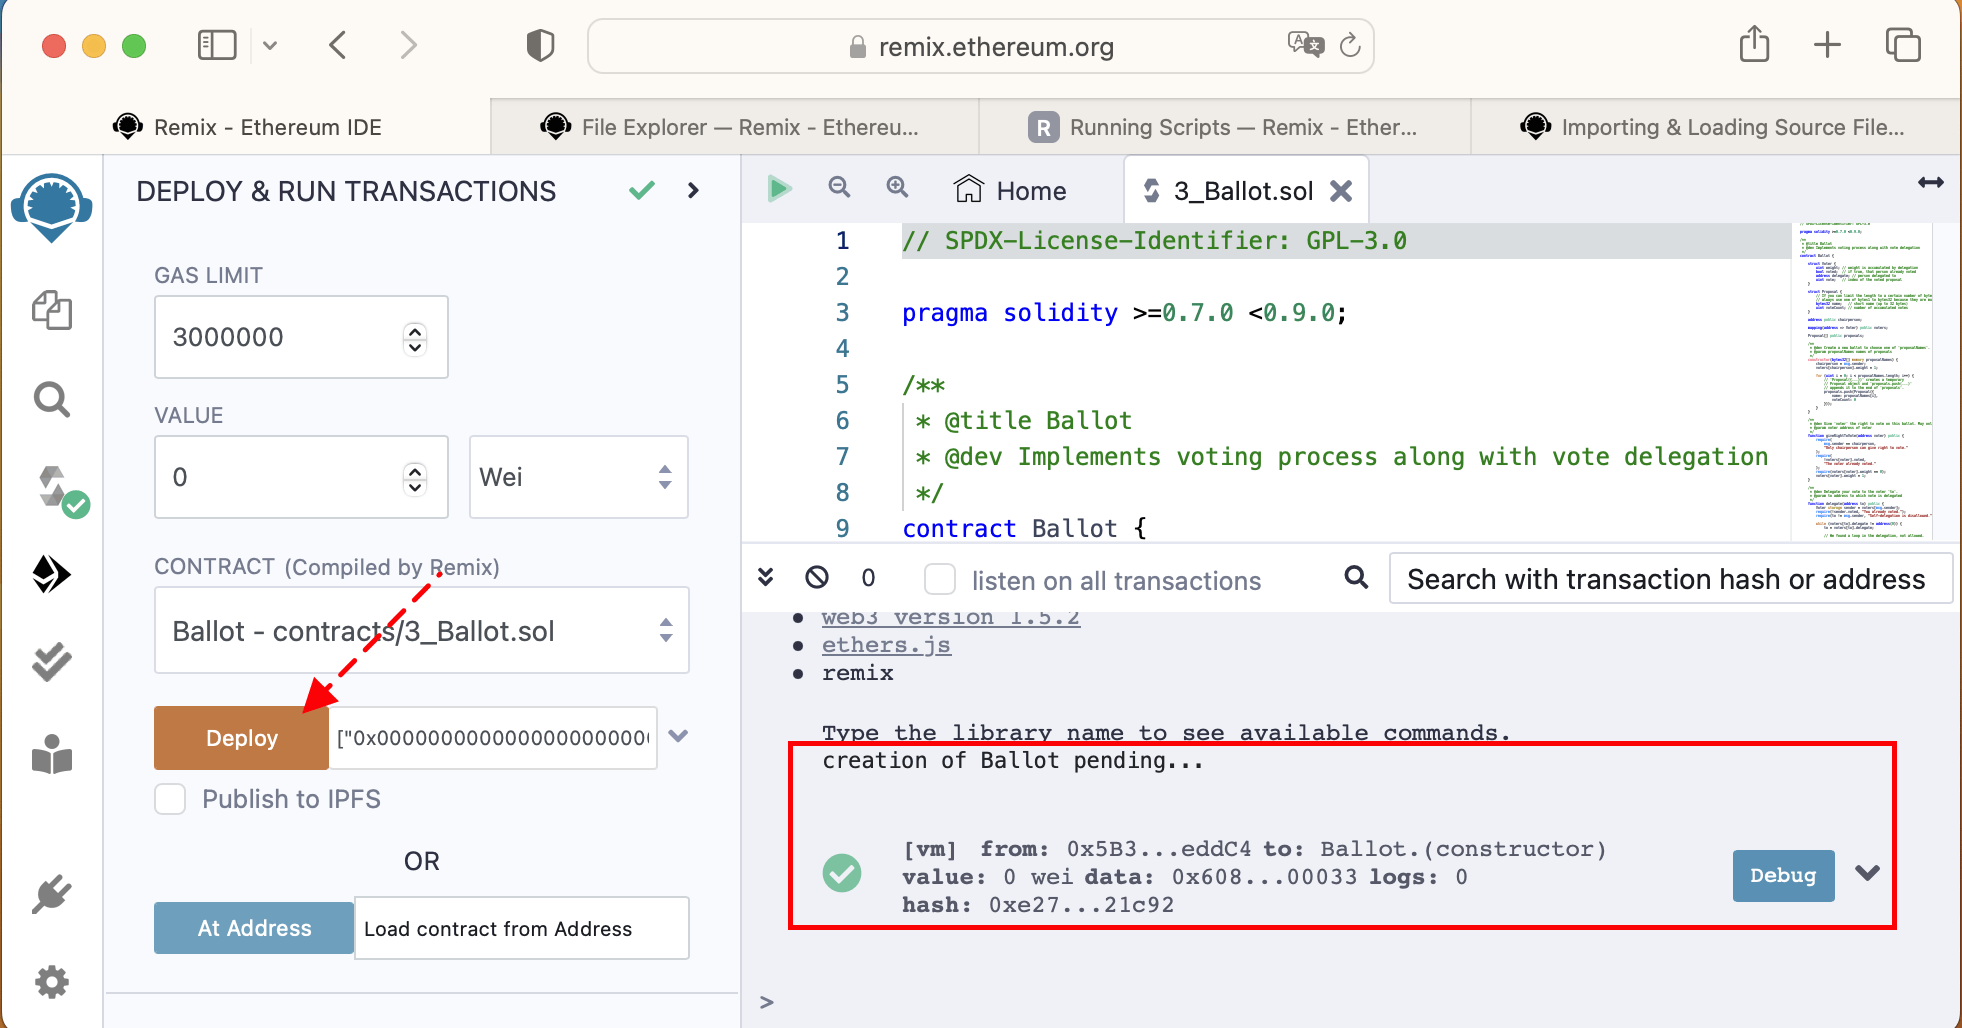 remix.ethereum.org
Remix - Ethereum IDE
File Explorer — Remix - Ethereu...
R
Running Scripts — Remix - Ether...
Importing & Loading Source File...
DEPLOY & RUN TRANSACTIONS
GAS LIMIT
3000000
VALUE
0
Wei
CONTRACT (Compiled by Remix)
Ballot - contracts/3_Ballot.sol
Deploy
Publish to IPFS
OR
At Address
Load contract from Address
Home
3_Ballot.sol
1 // SPDX-License-Identifier: GPL-3.0
2
3 pragma solidity >=0.7.0 <0.9.0;
4
5 /**
6 * @title Ballot
7 * @dev Implements voting process along with vote delegation
8 */
9 contract Ballot {
0
listen on all transactions
Search with transaction hash or address
web3 version 1.5.2
ethers.js
remix
Type the library name to see available commands.
creation of Ballot pending...
[vm] from: 0x5B3...eddC4 to: Ballot.(constructor)
value: 0 wei data: 0x608...00033 logs: 0
hash: 0xe27...21c92
Debug
>